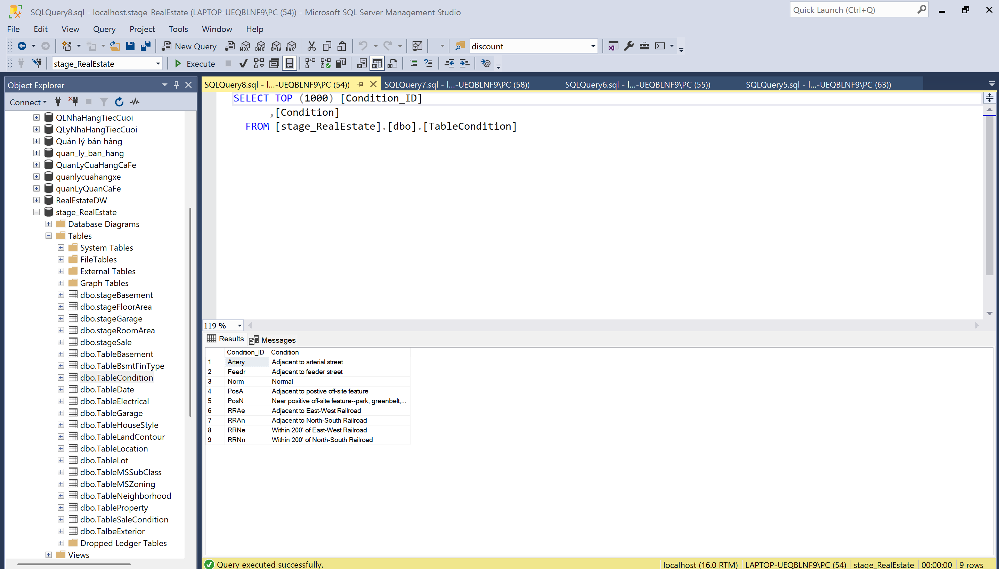 SQLQuery8.sql - localhost.stage_RealEstate (LAPTOP-UEQBLNF9\PC (54)) - Microsoft SQL Server Management Studio
Quick Launch (Ctrl+Q)
File Edit View Query Project Tools Window Help
New Query MDX DMX XMLA DAX discount
stage_RealEstate Execute
Object Explorer
Connect
QLNhaHangTiecCuoi
QLyNhaHangTiecCuoi
Quản lý bán hàng
quan_ly_ban_hang
QuanLyCuaHangCaFe
quanlycuahangxe
quanLyQuanCaFe
RealEstateDW
stage_RealEstate
Database Diagrams
Tables
System Tables
FileTables
External Tables
Graph Tables
dbo.stageBasement
dbo.stageFloorArea
dbo.stageGarage
dbo.stageRoomArea
dbo.stageSale
dbo.TableBasement
dbo.TableBsmtFinType
dbo.TableCondition
dbo.TableDate
dbo.TableElectrical
dbo.TableGarage
dbo.TableHouseStyle
dbo.TableLandContour
dbo.TableLocation
dbo.TableLot
dbo.TableMSSubClass
dbo.TableMSZoning
dbo.TableNeighborhood
dbo.TableProperty
dbo.TableSaleCondition
dbo.TalbeExterior
Dropped Ledger Tables
Views
SQLQuery8.sql - l...-UEQBLNF9\PC (54)) SQLQuery7.sql - l...-UEQBLNF9\PC (58)) SQLQuery6.sql - l...-UEQBLNF9\PC (55)) SQLQuery5.sql - l...-UEQBLNF9\PC (63))
SELECT TOP (1000) [Condition_ID]
,[Condition]
FROM [stage_RealEstate].[dbo].[TableCondition]
119 %
Results Messages
Condition_ID Condition
1 Artery Adjacent to arterial street
2 Feedr Adjacent to feeder street
3 Norm Normal
4 PosA Adjacent to postive off-site feature
5 PosN Near positive off-site feature--park, greenbelt,...
6 RRAe Adjacent to East-West Railroad
7 RRAn Adjacent to North-South Railroad
8 RRNe Within 200' of East-West Railroad
9 RRNn Within 200' of North-South Railroad
Query executed successfully. localhost (16.0 RTM) LAPTOP-UEQBLNF9\PC (54) stage_RealEstate 00:00:00 9 rows